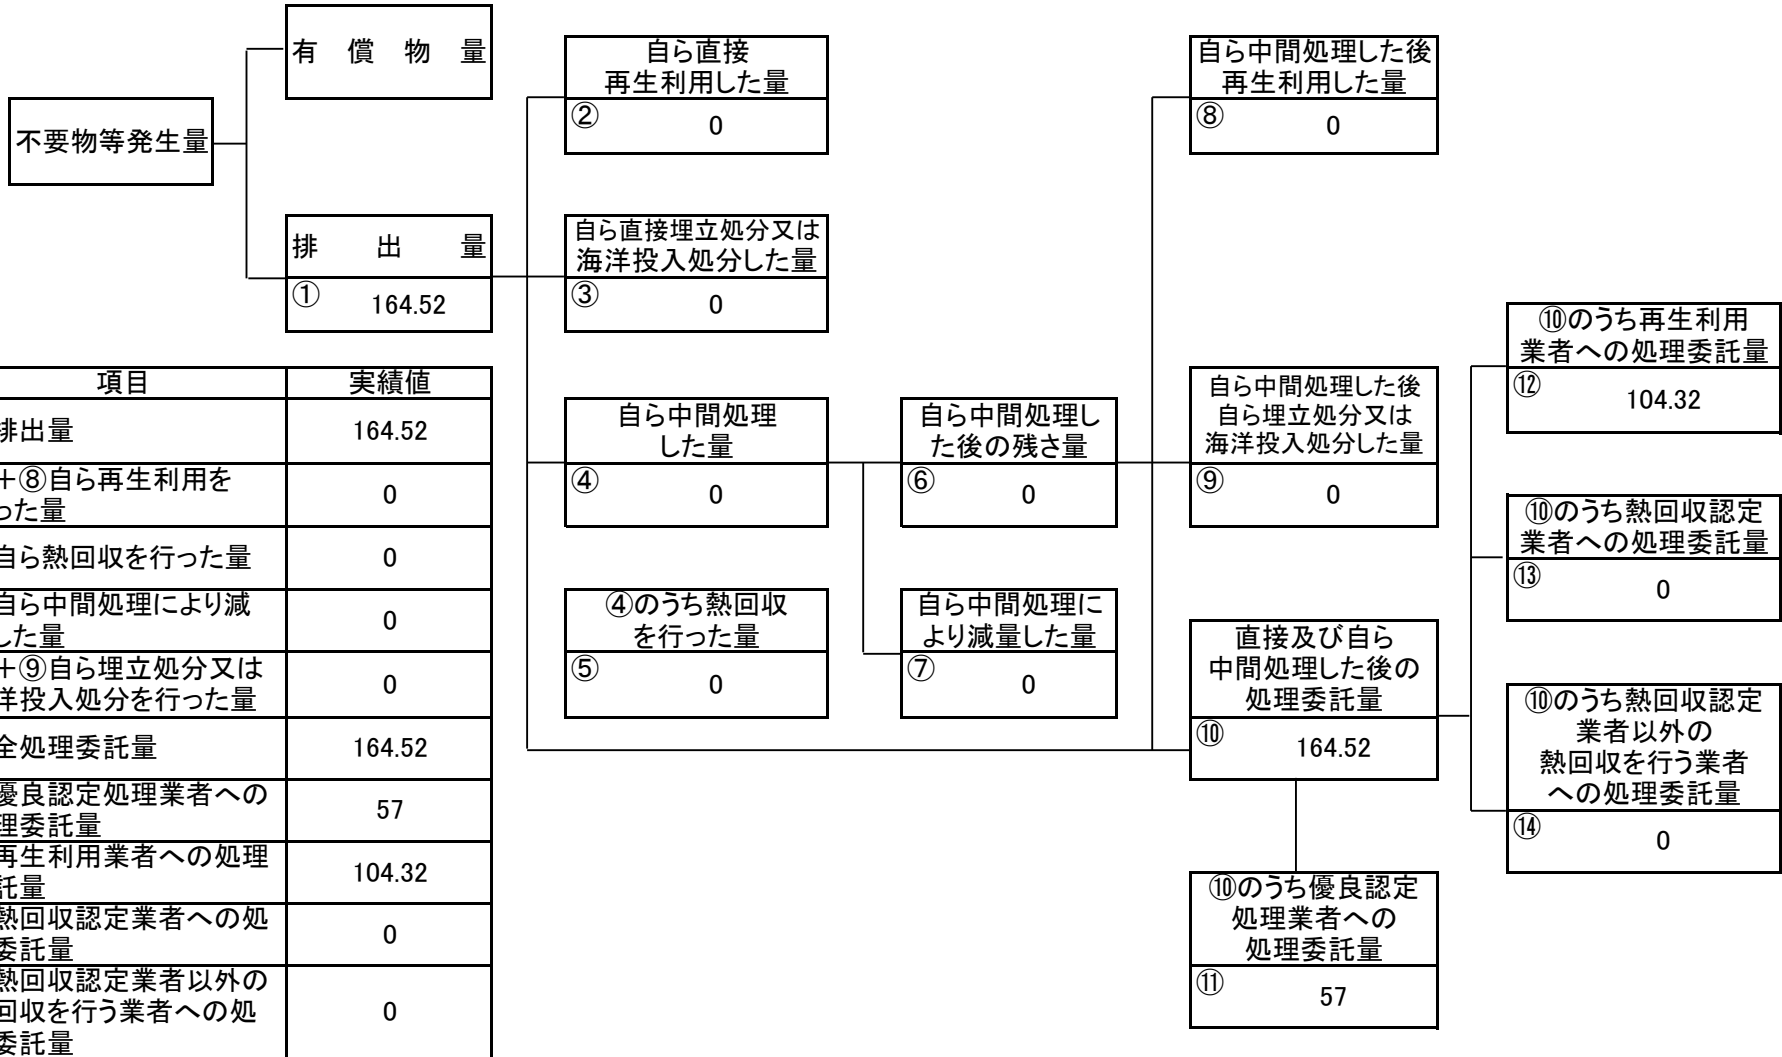 有償物量
不要物等発生量
排出量
①
164.52
自ら直接
再生利用した量
②
0
自ら直接埋立処分又は
海洋投入処分した量
③
0
自ら中間処理
した量
④
0
④のうち熱回収
を行った量
⑤
0
自ら中間処理し
た後の残さ量
⑥
0
自ら中間処理に
より減量した量
⑦
0
自ら中間処理した後
再生利用した量
⑧
0
自ら中間処理した後
自ら埋立処分又は
海洋投入処分した量
⑨
0
直接及び自ら
中間処理した後の
処理委託量
⑩
164.52
⑩のうち優良認定
処理業者への
処理委託量
⑪
57
⑩のうち再生利用
業者への処理委託量
⑫
104.32
⑩のうち熱回収認定
業者への処理委託量
⑬
0
⑩のうち熱回収認定
業者以外の
熱回収を行う業者
への処理委託量
⑭
0
項目 実績値
排出量 164.52
+⑧自ら再生利用を
った量
0
自ら熱回収を行った量 0
自ら中間処理により減
した量
0
+⑨自ら埋立処分又は
洋投入処分を行った量
0
全処理委託量 164.52
優良認定処理業者への
理委託量
57
再生利用業者への処理
託量
104.32
熱回収認定業者への処
委託量
0
熱回収認定業者以外の
回収を行う業者への処
委託量
0